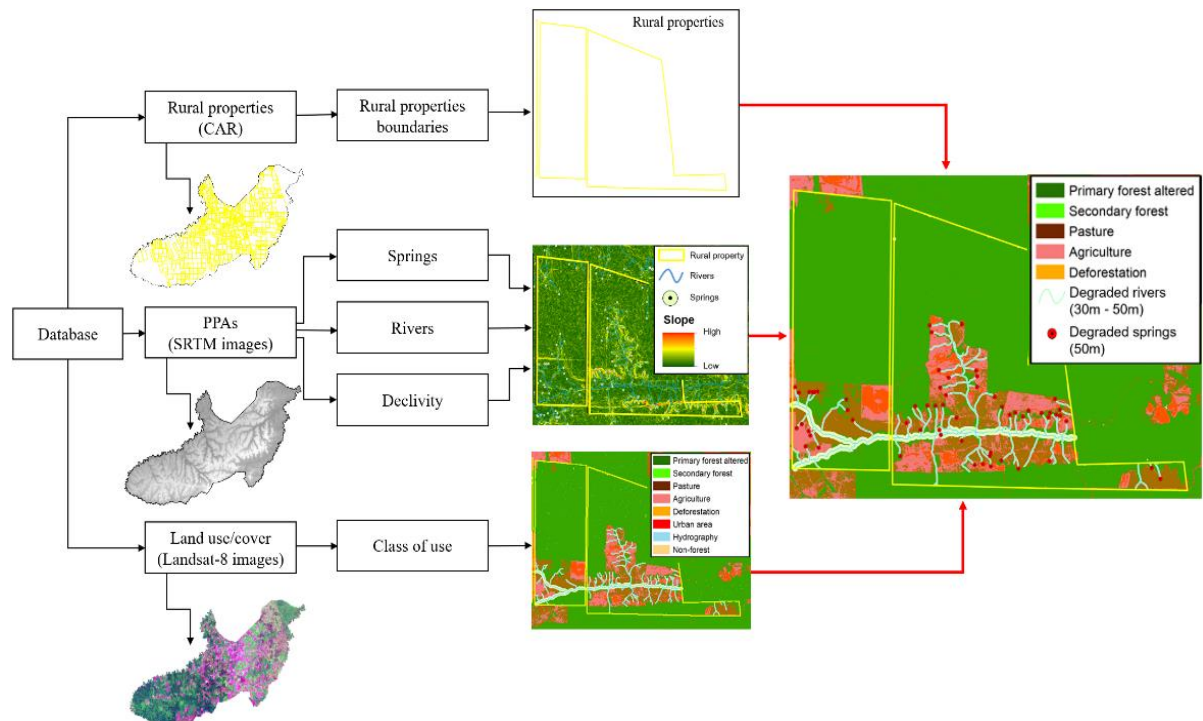 Rural properties
Rural properties
(CAR)
Rural properties
boundaries
Springs
Database
PPAs
(SRTM images)
Rivers
Declivity
Rural property
Rivers
Springs
Slope
High
Low
Land use/cover
(Landsat-8 images)
Class of use
Primary forest altered
Secondary forest
Pasture
Agriculture
Deforestation
Urban area
Hydrography
Non-forest
Primary forest altered
Secondary forest
Pasture
Agriculture
Deforestation
Degraded rivers
(30m - 50m)
Degraded springs
(50m)